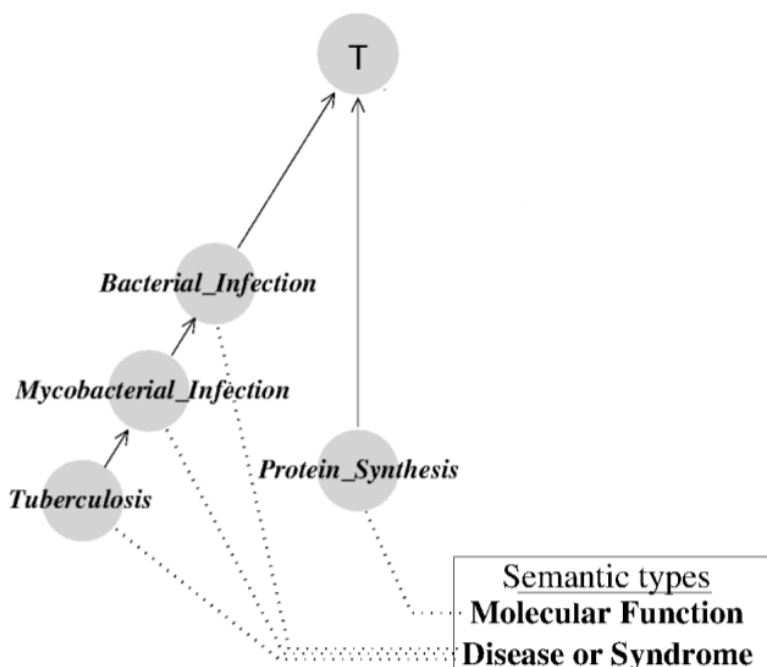 T
Bacterial_Infection
Mycobacterial_Infection
Protein_Synthesis
Tuberculosis
Semantic types
Molecular Function
Disease or Syndrome